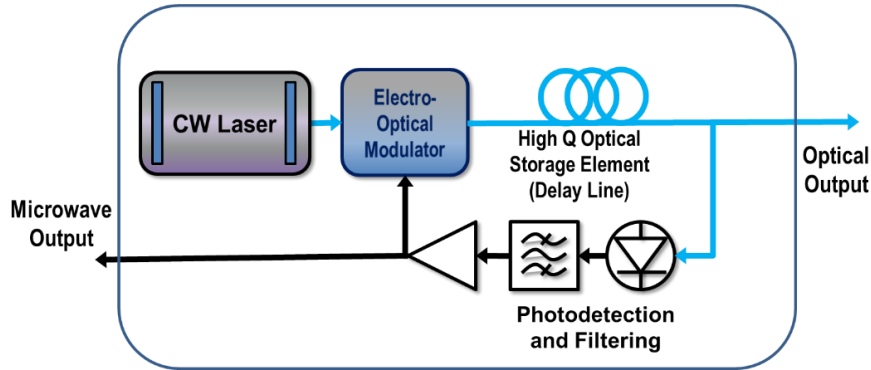 CW Laser
Electro-
Optical
Modulator
High Q Optical
Storage Element
(Delay Line)
Optical
Output
Microwave
Output
Photodetection
and Filtering